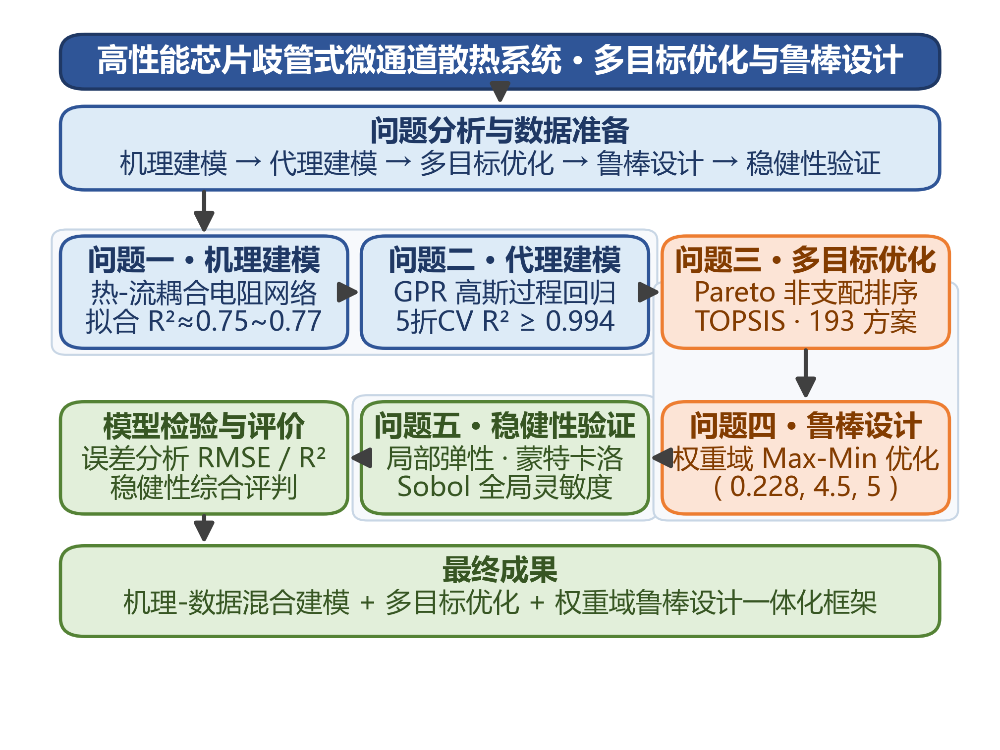 高性能芯片歧管式微通道散热系统·多目标优化与鲁棒设计
问题分析与数据准备
机理建模 → 代理建模 → 多目标优化 → 鲁棒设计 → 稳健性验证
问题一·机理建模
热-流耦合电阻网络
拟合 R²≈0.75~0.77
问题二·代理建模
GPR 高斯过程回归
5折CV R² ≥ 0.994
问题三·多目标优化
Pareto 非支配排序
TOPSIS · 193 方案
模型检验与评价
误差分析 RMSE / R²
稳健性综合评判
问题五·稳健性验证
局部弹性 · 蒙特卡洛
Sobol 全局灵敏度
问题四·鲁棒设计
权重域 Max-Min 优化
( 0.228, 4.5, 5 )
最终成果
机理-数据混合建模 + 多目标优化 + 权重域鲁棒设计一体化框架